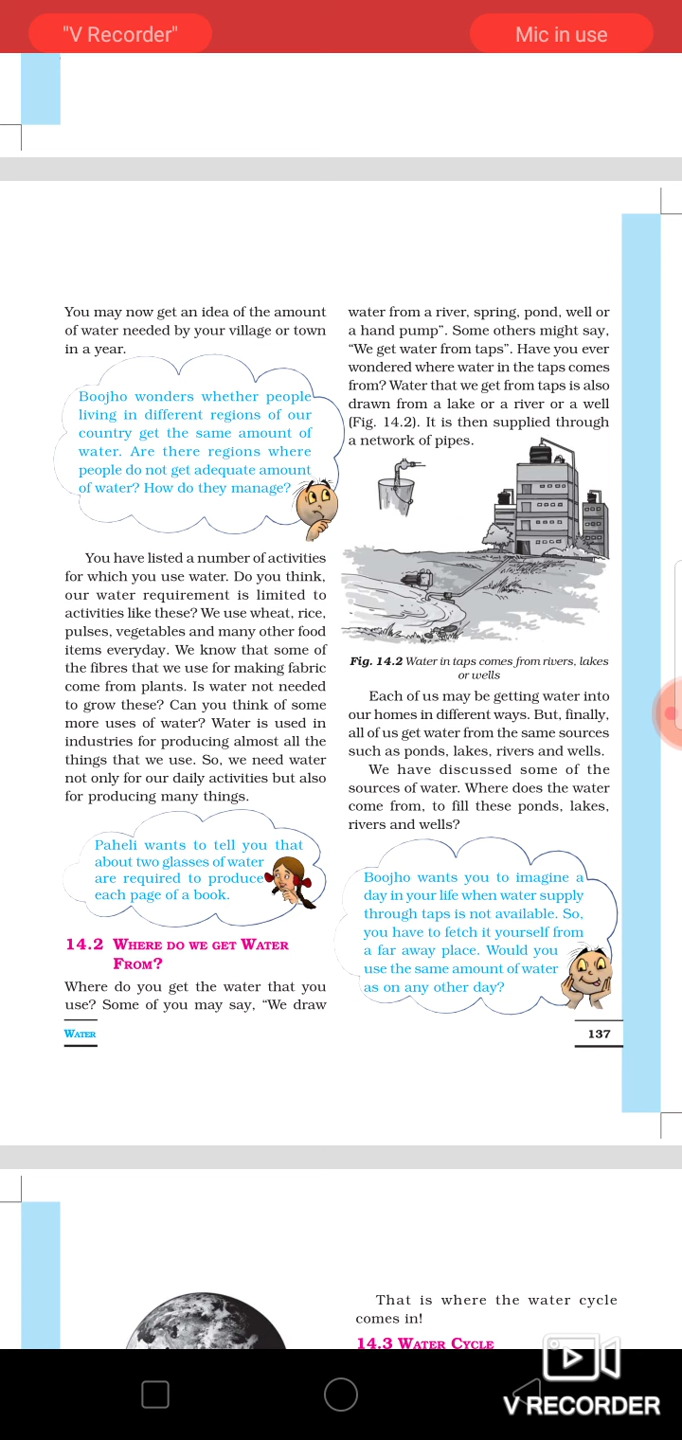 "V Recorder"
Mic in use
You may now get an idea of the amount
of water needed by your village or town
in a year.
Boojho wonders whether people
living in different regions of our
country get the same amount of
water. Are there regions where
people do not get adequate amount
of water? How do they manage?
You have listed a number of activities
for which you use water. Do you think,
our water requirement is limited to
activities like these? We use wheat, rice,
pulses, vegetables and many other food
items everyday. We know that some of
the fibres that we use for making fabric
come from plants. Is water not needed
to grow these? Can you think of some
more uses of water? Water is used in
industries for producing almost all the
things that we use. So, we need water
not only for our daily activities but also
for producing many things.
Paheli wants to tell you that
about two glasses of water
are required to produce
each page of a book.
14.2 WHERE DO WE GET WATER
FROM?
Where do you get the water that you
use? Some of you may say, “We draw
water from a river, spring, pond, well or
a hand pump”. Some others might say,
“We get water from taps”. Have you ever
wondered where water in the taps comes
from? Water that we get from taps is also
drawn from a lake or a river or a well
(Fig. 14.2). It is then supplied through
a network of pipes.
Fig. 14.2 Water in taps comes from rivers, lakes
or wells
Each of us may be getting water into
our homes in different ways. But, finally,
all of us get water from the same sources
such as ponds, lakes, rivers and wells.
We have discussed some of the
sources of water. Where does the water
come from, to fill these ponds, lakes,
rivers and wells?
Boojho wants you to imagine a
day in your life when water supply
through taps is not available. So,
you have to fetch it yourself from
a far away place. Would you
use the same amount of water
as on any other day?
WATER
137
That is where the water cycle
comes in!
14.3 WATER CYCLE
V RECORDER